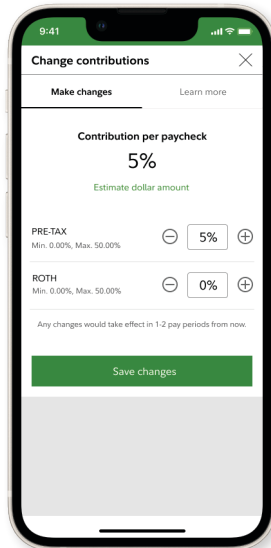 9:41
Change contributions
Make changes
Learn more
Contribution per paycheck
5%
Estimate dollar amount
PRE-TAX
Min. 0.00%, Max. 50.00%
5%
ROTH
Min. 0.00%, Max. 50.00%
0%
Any changes would take effect in 1-2 pay periods from now.
Save changes